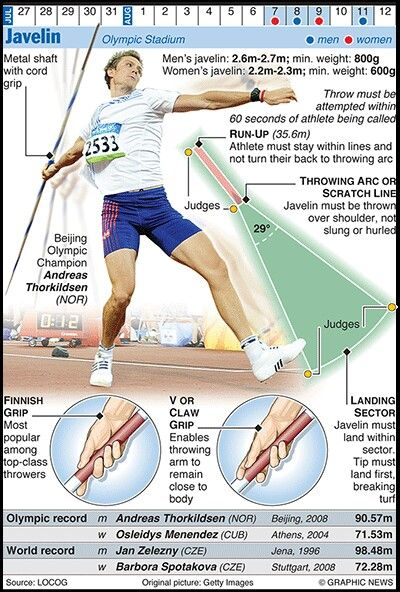 JUL 27 28 29 30 31 AUG 1 2 3 4 5 6 7 8 9 10 11 12
Javelin Olympic Stadium men women
Metal shaft
with cord
grip
Men's javelin: 2.6m-2.7m; min. weight: 800g
Women's javelin: 2.2m-2.3m; min. weight: 600g
Throw must be
attempted within
60 seconds of athlete being called
2533
RUN-UP (35.6m)
Athlete must stay within lines and
not turn their back to throwing arc
Judges
THROWING ARC OR
SCRATCH LINE
Javelin must be thrown
over shoulder, not
slung or hurled
29°
Beijing
Olympic
Champion
Andreas
Thorkildsen
(NOR)
0:12
Judges
FINNISH
GRIP
Most
popular
among
top-class
throwers
V OR
CLAW
GRIP
Enables
throwing
arm to
remain
close to
body
LANDING
SECTOR
Javelin must
land within
sector.
Tip must
land first,
breaking
turf
Olympic record m Andreas Thorkildsen (NOR) Beijing, 2008 90.57m
w Osleidys Menendez (CUB) Athens, 2004 71.53m
World record m Jan Zelezny (CZE) Jena, 1996 98.48m
w Barbora Spotakova (CZE) Stuttgart, 2008 72.28m
Source: LOCOG Original picture: Getty Images © GRAPHIC NEWS